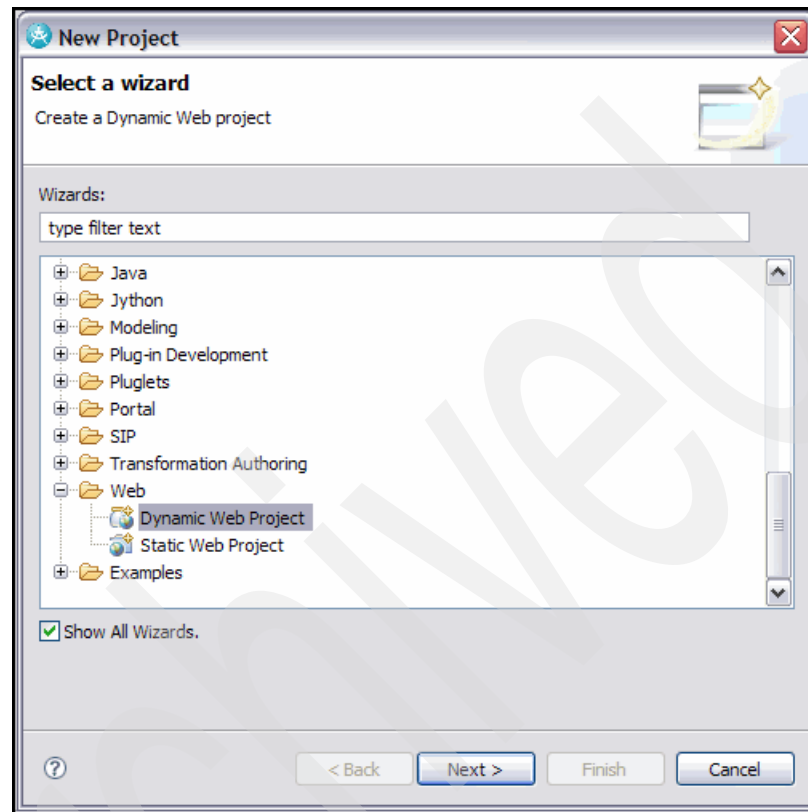 New Project
Select a wizard
Create a Dynamic Web project
Wizards:
type filter text
Java
Jython
Modeling
Plug-in Development
Pluglets
Portal
SIP
Transformation Authoring
Web
Dynamic Web Project
Static Web Project
Examples
Show All Wizards.
? < Back Next > Finish Cancel